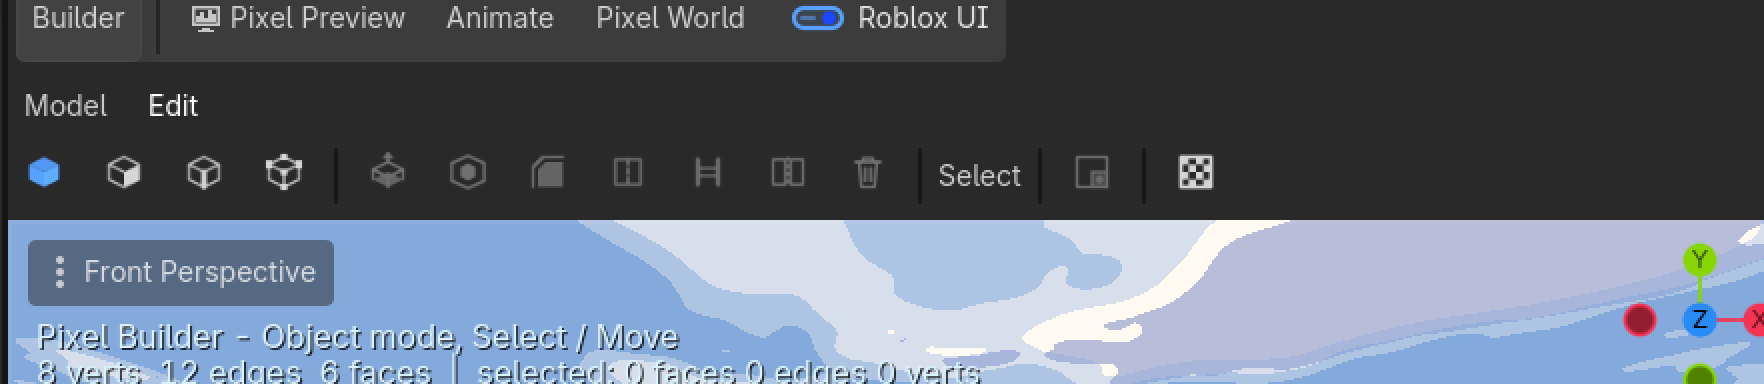 Builder Pixel Preview Animate Pixel World Roblox UI
Model Edit
Select
Front Perspective
Y
Z X
Pixel Builder - Object mode, Select / Move
8 verts 12 edges 6 faces | selected: 0 faces 0 edges 0 verts